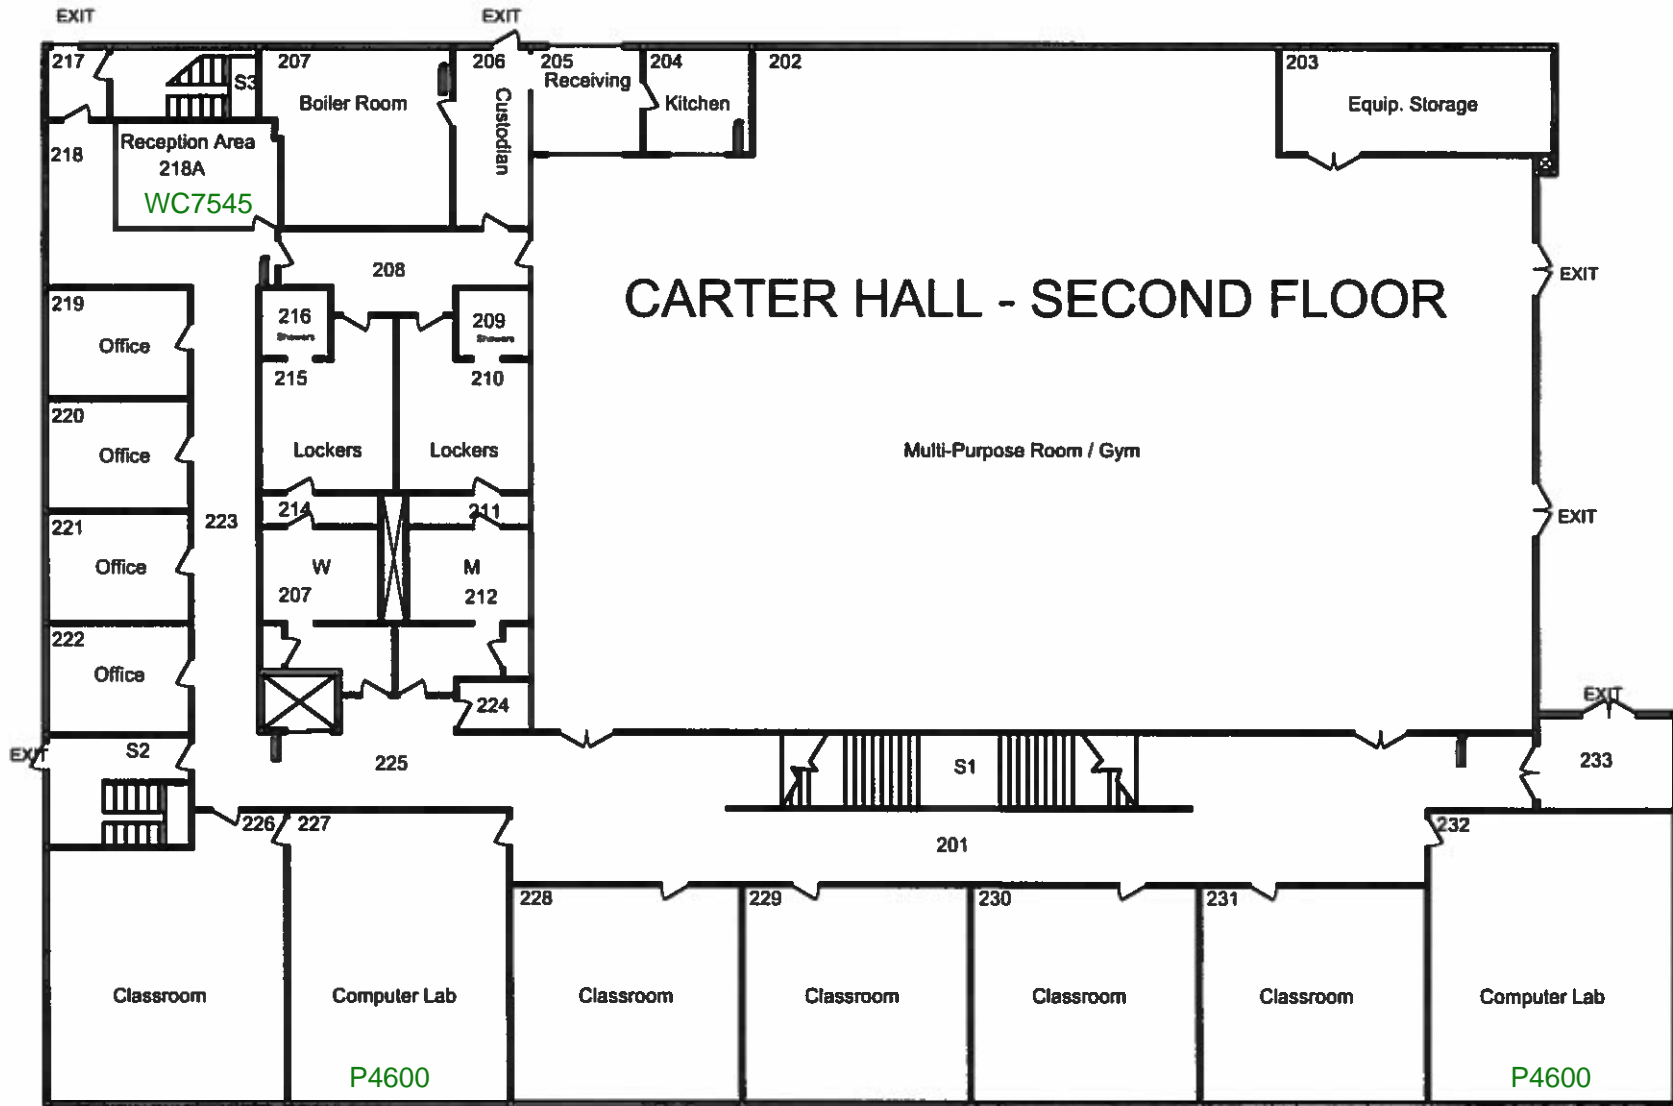 EXIT
EXIT
217
S3
207
Boiler Room
206
Custodian
205
Receiving
204
Kitchen
202
203
Equip. Storage
218
Reception Area
218A
WC7545
208
EXIT
CARTER HALL - SECOND FLOOR
219
Office
216
Showers
209
Showers
215
210
220
Office
Lockers
Lockers
Multi-Purpose Room / Gym
221
Office
223
214
211
EXIT
W
207
M
212
222
Office
224
EXIT
EXIT
S2
225
S1
233
226
227
201
232
228
229
230
231
Classroom
Computer Lab
Classroom
Classroom
Classroom
Classroom
Computer Lab
P4600
P4600